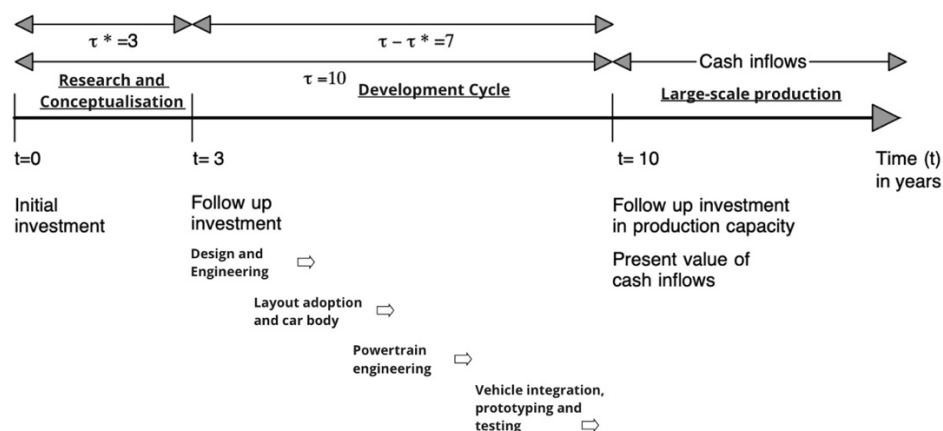 τ * =3
τ – τ * =7
Cash inflows
Research and
Conceptualisation
τ =10
Development Cycle
Large-scale production
t=0
t= 3
t= 10
Time (t)
in years
Initial
investment
Follow up
investment
Follow up investment
in production capacity
Present value of
cash inflows
Design and
Engineering
Layout adoption
and car body
Powertrain
engineering
Vehicle integration,
prototyping and
testing